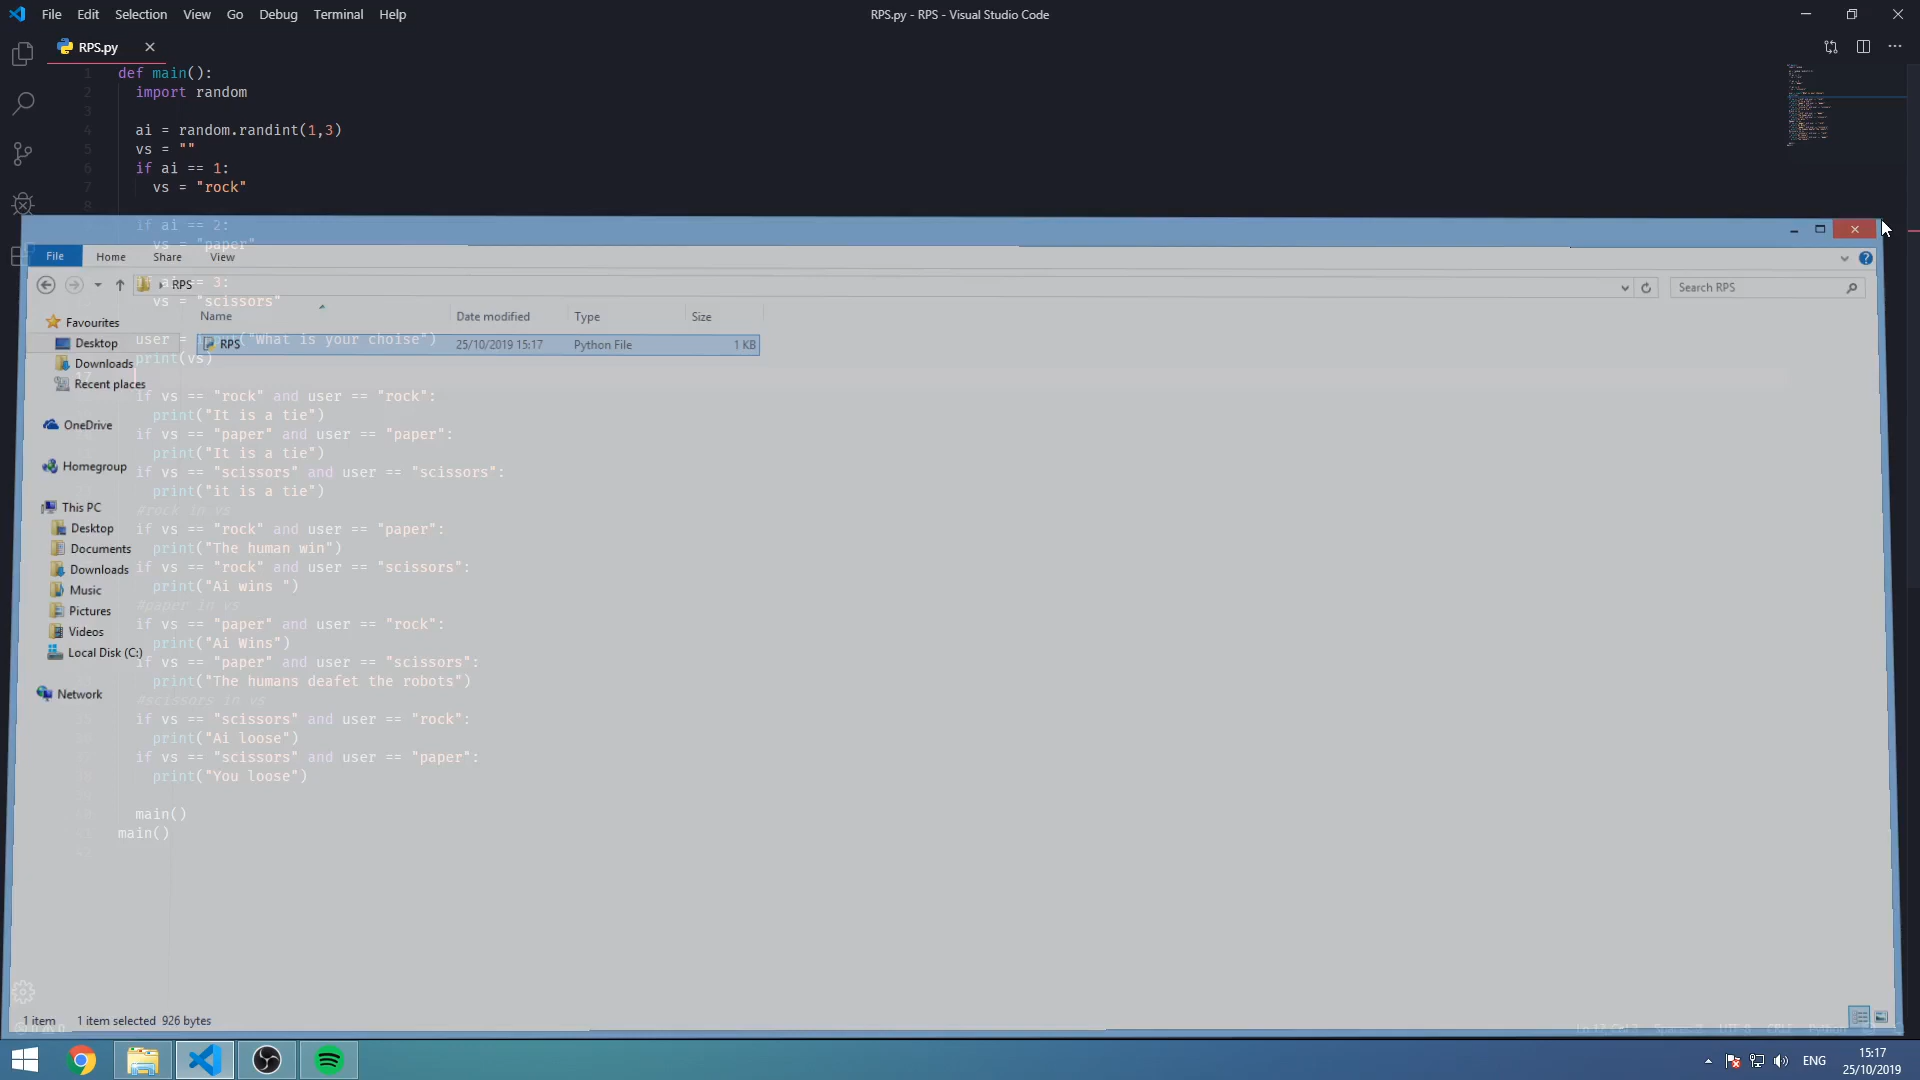 File Edit Selection View Go Debug Terminal Help
RPS.py - RPS - Visual Studio Code
RPS.py
1 def main():
2 import random
3
4 ai = random.randint(1,3)
5 vs = ""
6 if ai == 1:
7 vs = "rock"
8
if ai == 2:
vs = "paper"
File Home Share View
== 3:
RPS
Search RPS
vs = "scissors"
Name Date modified Type Size
Favourites
user = "What is your choise")
Desktop
RPS 25/10/2019 15:17 Python File 1 KB
print(vs)
Downloads
Recent places
if vs == "rock" and user == "rock":
print("It is a tie")
OneDrive
if vs == "paper" and user == "paper":
print("It is a tie")
Homegroup
if vs == "scissors" and user == "scissors":
print("it is a tie")
This PC
#rock in vs
Desktop
if vs == "rock" and user == "paper":
Documents
print("The human win")
Downloads
if vs == "rock" and user == "scissors":
Music
print("Ai wins ")
Pictures
#paper in vs
Videos
if vs == "paper" and user == "rock":
print("Ai Wins")
Local Disk (C:)
if vs == "paper" and user == "scissors":
print("The humans deafet the robots")
Network
#scissors in vs
if vs == "scissors" and user == "rock":
print("Ai loose")
if vs == "scissors" and user == "paper":
print("You loose")
main()
main()
1 item 1 item selected 926 bytes
UTF-8 CRLF Python
ENG
15:17
25/10/2019